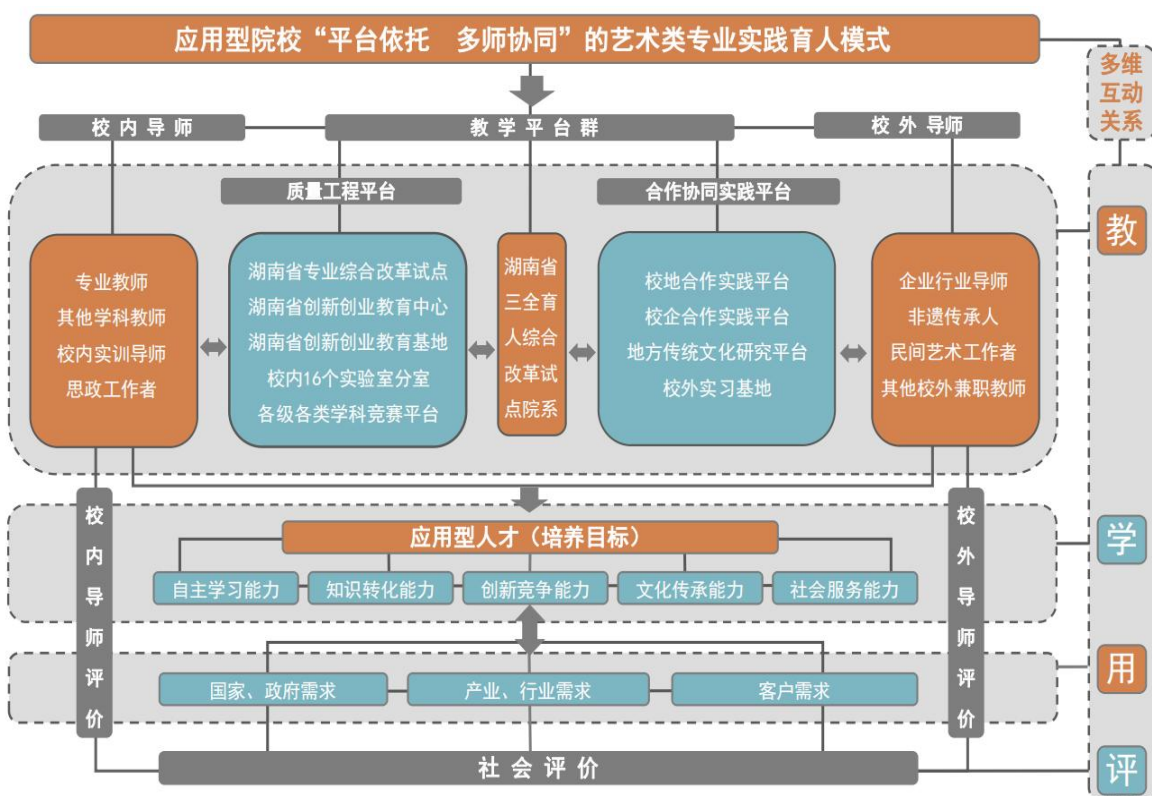 应用型院校“平台依托 多师协同”的艺术类专业实践育人模式
多维
互动
关系
校内导师
教学平台群
校外导师
质量工程平台
合作协同实践平台
教
专业教师
其他学科教师
校内实训导师
思政工作者
湖南省专业综合改革试点
湖南省创新创业教育中心
湖南省创新创业教育基地
校内16个实验室分室
各级各类学科竞赛平台
湖南省
三全育
人综合
改革试
点院系
校地合作实践平台
校企合作实践平台
地方传统文化研究平台
校外实习基地
企业行业导师
非遗传承人
民间艺术工作者
其他校外兼职教师
校内导师评价
校外导师评价
应用型人才（培养目标）
学
自主学习能力
知识转化能力
创新竞争能力
文化传承能力
社会服务能力
用
国家、政府需求
产业、行业需求
客户需求
社会评价
评